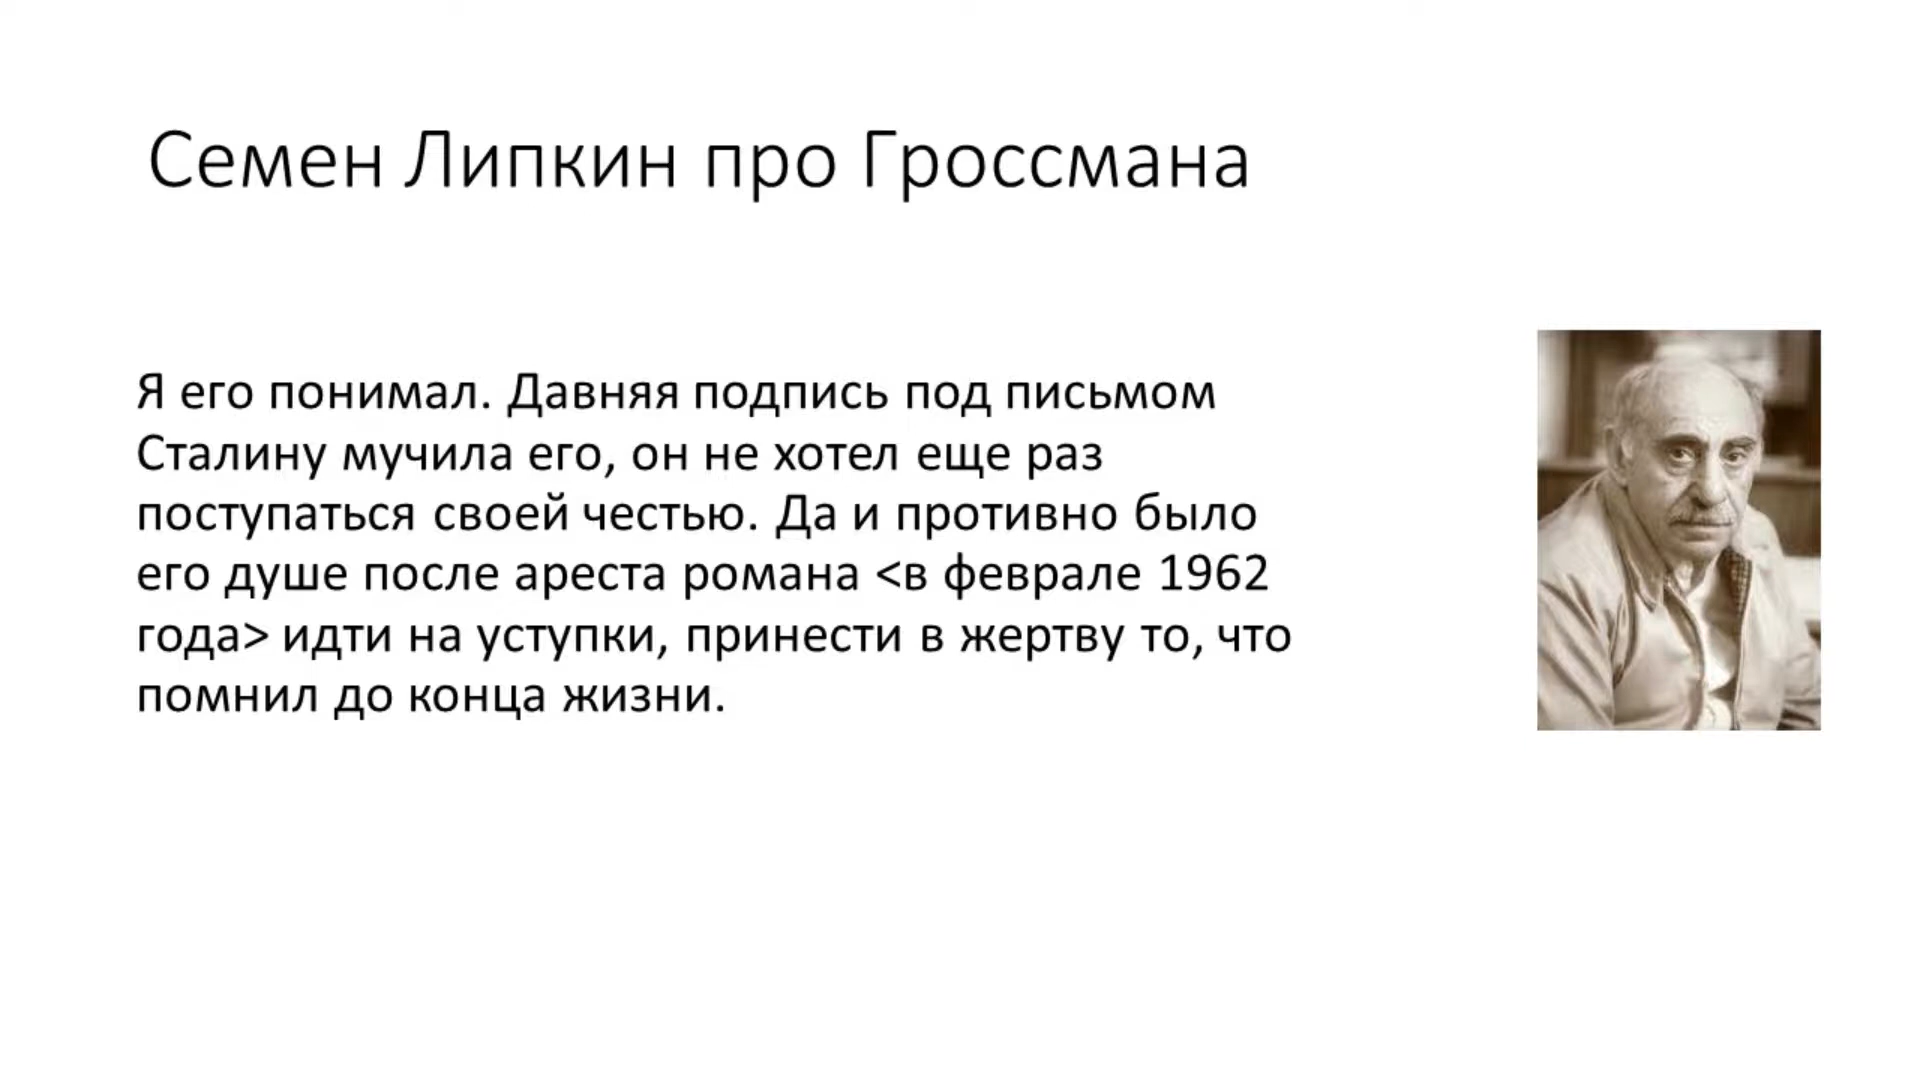 Семен Липкин про Гроссмана
Я его понимал. Давняя подпись под письмом
Сталину мучила его, он не хотел еще раз
поступаться своей честью. Да и противно было
его душе после ареста романа <в феврале 1962
года> идти на уступки, принести в жертву то, что
помнил до конца жизни.